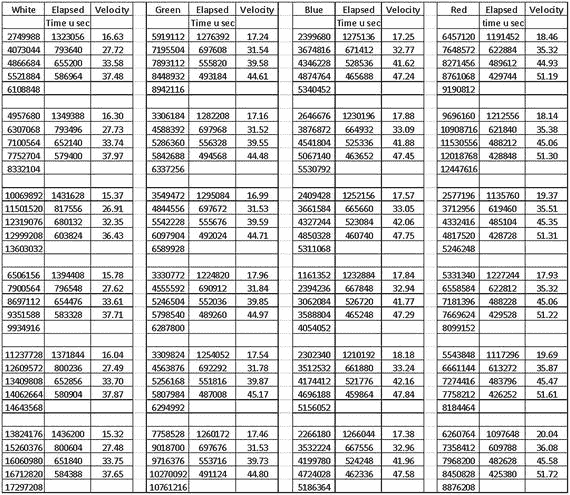 White Elapsed Velocity Green Elapsed Velocity Blue Elapsed Velocity Red Elapsed Velocity
Time u sec Time u sec Time u sec Time u sec
2749988 1323056 16.63 5919112 1276392 17.24 2399680 1275136 17.25 6457120 1191452 18.46
4073044 793640 27.72 7195504 697608 31.54 3674816 671412 32.77 7648572 622884 35.32
4866684 655200 33.58 7893112 555820 39.58 4346228 528536 41.62 8271456 489612 44.93
5521884 586964 37.48 8448932 493184 44.61 4874764 465688 47.24 8761068 429744 51.19
6108848 8942116 5340452 9190812
4957680 1349388 16.30 3306184 1282208 17.16 2646676 1230196 17.88 9696160 1212556 18.14
6307068 793496 27.73 4588392 697968 31.52 3876872 664932 33.09 10908716 621840 35.38
7100564 652140 33.74 5286360 556328 39.55 4541804 525336 41.88 11530556 488212 45.06
7752704 579400 37.97 5842688 494568 44.48 5067140 463652 47.45 12018768 428848 51.30
8332104 6337256 5530792 12447616
10069892 1431628 15.37 3549472 1295084 16.99 2409428 1252156 17.57 2577196 1135760 19.37
11501520 817556 26.91 4844556 697672 31.53 3661584 665660 33.05 3712956 619460 35.51
12319076 680132 32.35 5542228 555676 39.59 4327244 523084 42.06 4332416 485104 45.35
12999208 603824 36.43 6097904 492024 44.71 4850328 460740 47.75 4817520 428728 51.31
13603032 6589928 5311068 5246248
6506156 1394408 15.78 3330772 1224820 17.96 1161352 1232884 17.84 5331340 1227244 17.93
7900564 796548 27.62 4555592 690912 31.84 2394236 667848 32.94 6558584 622812 35.32
8697112 654476 33.61 5246504 552036 39.85 3062084 526720 41.77 7181396 488228 45.06
9351588 583328 37.71 5798540 489260 44.97 3588804 465248 47.29 7669624 429528 51.22
9934916 6287800 4054052 8099152
11237728 1371844 16.04 3309824 1254052 17.54 2302340 1210192 18.18 5543848 1117296 19.69
12609572 800236 27.49 4563876 692292 31.78 3512532 661880 33.24 6661144 613272 35.87
13409808 652856 33.70 5256168 551816 39.87 4174412 521776 42.16 7274416 483796 45.47
14062664 580904 37.87 5807984 487008 45.17 4696188 459864 47.84 7758212 426252 51.61
14643568 6294992 5156052 8184464
13824176 1436200 15.32 7758528 1260172 17.46 2266180 1266044 17.38 6260764 1097648 20.04
15260376 800604 27.48 9018700 697676 31.53 3532224 667556 32.96 7358412 609788 36.08
16060980 651840 33.75 9716376 553716 39.73 4199780 524248 41.96 7968200 482628 45.58
16712820 584388 37.65 10270092 491124 44.80 4724028 462336 47.58 8450828 425380 51.72
17297208 10761216 5186364 8876208